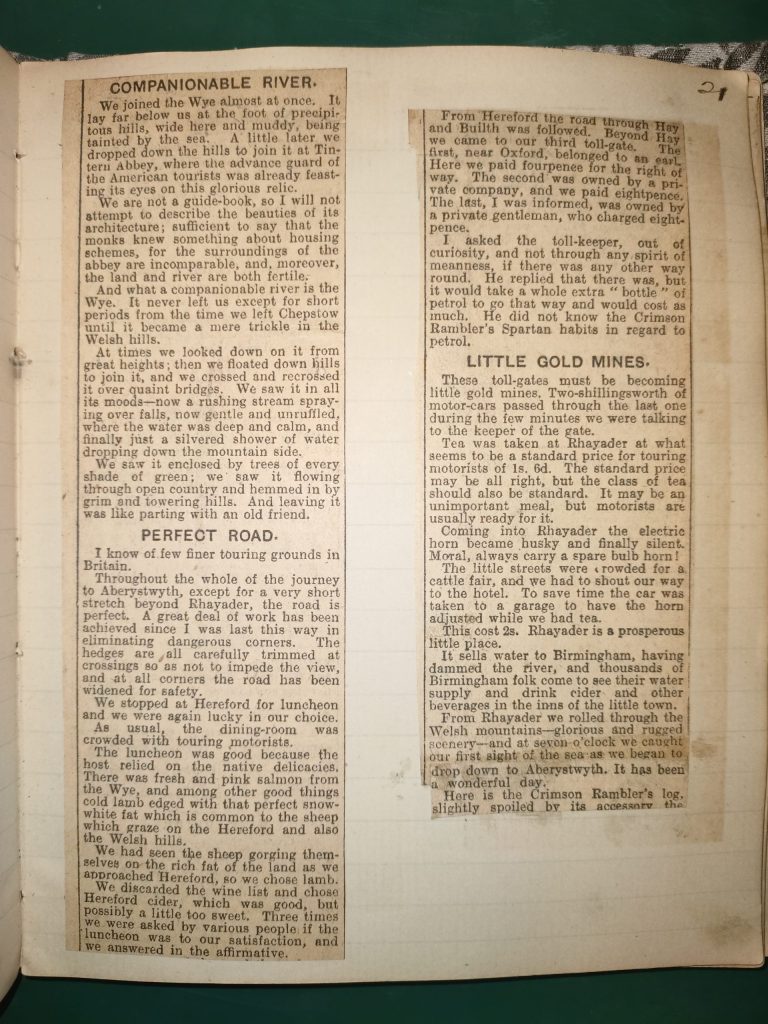 COMPANIONABLE RIVER.
We joined the Wye almost at once. It
lay far below us at the foot of precipi-
tous hills, wide here and muddy, being
tainted by the sea. A little later we
dropped down the hills to join it at Tin-
tern Abbey, where the advance guard of
the American tourists was already feast-
ing its eyes on this glorious relic.
We are not a guide-book, so I will not
attempt to describe the beauties of its
architecture; sufficient to say that the
monks knew something about housing
schemes, for the surroundings of the
abbey are incomparable, and, moreover,
the land and river are both fertile.
And what a companionable river is the
Wye. It never left us except for short
periods from the time we left Chepstow
until it became a mere trickle in the
Welsh hills.
At times we looked down on it from
great heights; then we floated down hills
to join it, and we crossed and recrossed
it over quaint bridges. We saw it in all
its moods—now a rushing stream spray-
ing over falls, now gentle and unruffled,
where the water was deep and calm, and
finally just a silvered shower of water
dropping down the mountain side.
We saw it enclosed by trees of every
shade of green; we saw it flowing
through open country and hemmed in by
grim and towering hills. And leaving it
was like parting with an old friend.
PERFECT ROAD.
I know of few finer touring grounds in
Britain.
Throughout the whole of the journey
to Aberystwyth, except for a very short
stretch beyond Rhayader, the road is
perfect. A great deal of work has been
achieved since I was last this way in
eliminating dangerous corners. The
hedges are all carefully trimmed at
crossings so as not to impede the view,
and at all corners the road has been
widened for safety.
We stopped at Hereford for luncheon
and we were again lucky in our choice.
As usual, the dining-room was
crowded with touring motorists.
The luncheon was good because the
host relied on the native delicacies.
There was fresh and pink salmon from
the Wye, and among other good things
cold lamb edged with that perfect snow-
white fat which is common to the sheep
which graze on the Hereford and also
the Welsh hills.
We had seen the sheep gorging them-
selves on the rich fat of the land as we
approached Hereford, so we chose lamb.
We discarded the wine list and chose
Hereford cider, which was good, but
possibly a little too sweet. Three times
we were asked by various people if the
luncheon was to our satisfaction, and
we answered in the affirmative.
21
From Hereford the road through Hay
and Builth was followed. Beyond Hay
we came to our third toll-gate. The
first, near Oxford, belonged to an earl.
Here we paid fourpence for the right of
way. The second was owned by a pri-
vate company, and we paid eightpence.
The last, I was informed, was owned by
a private gentleman, who charged eight-
pence.
I asked the toll-keeper, out of
curiosity, and not through any spirit of
meanness, if there was any other way
round. He replied that there was, but
it would take a whole extra "bottle" of
petrol to go that way and would cost as
much. He did not know the Crimson
Rambler's Spartan habits in regard to
petrol.
LITTLE GOLD MINES.
These toll-gates must be becoming
little gold mines. Two-shillingsworth of
motor-cars passed through the last one
during the few minutes we were talking
to the keeper of the gate.
Tea was taken at Rhayader at what
seems to be a standard price for touring
motorists of 1s. 6d. The standard price
may be all right, but the class of tea
should also be standard. It may be an
unimportant meal, but motorists are
usually ready for it.
Coming into Rhayader the electric
horn became husky and finally silent.
Moral, always carry a spare bulb horn!
The little streets were crowded for a
cattle fair, and we had to shout our way
to the hotel. To save time the car was
taken to a garage to have the horn
adjusted while we had tea.
This cost 2s. Rhayader is a prosperous
little place.
It sells water to Birmingham, having
dammed the river, and thousands of
Birmingham folk come to see their water
supply and drink cider and other
beverages in the inns of the little town.
From Rhayader we rolled through the
Welsh mountains—glorious and rugged
scenery—and at seven o'clock we caught
our first sight of the sea as we began to
drop down to Aberystwyth. It has been
a wonderful day.
Here is the Crimson Rambler's log,
slightly spoiled by its accessory the